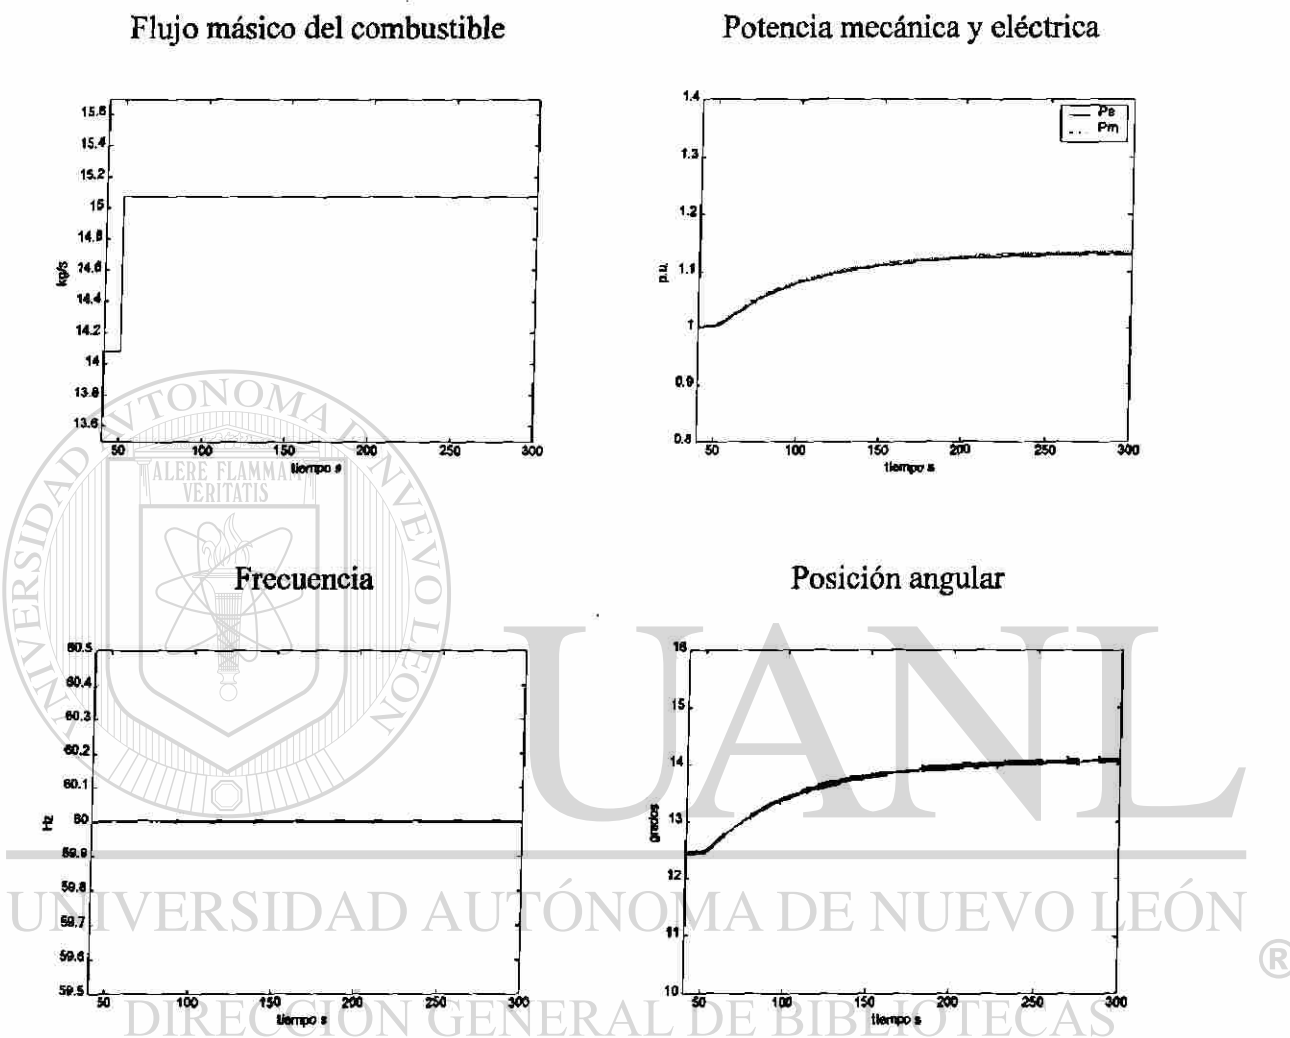 Flujo másico del combustible
15.6
15.4
15.2
15
14.8
14.6
14.4
14.2
14
13.8
13.6
kg/s
50 100 150 200 250 300
tiempo s
Potencia mecánica y eléctrica
1.4
1.3
1.2
1.1
1
0.9
0.8
p.u.
Pe
Pm
50 100 150 200 250 300
tiempo s
Frecuencia
60.5
60.4
60.3
60.2
60.1
60
59.9
59.8
59.7
59.6
59.5
Hz
50 100 150 200 250 300
tiempo s
Posición angular
16
15
14
13
12
11
10
grados
50 100 150 200 250 300
tiempo s
UNIVERSIDAD AVTONOMA DE NVEVO LEON
ALERE FLAMMAM
VERITATIS
UANL
UNIVERSIDAD AUTÓNOMA DE NUEVO LEÓN
®
DIRECCIÓN GENERAL DE BIBLIOTECAS